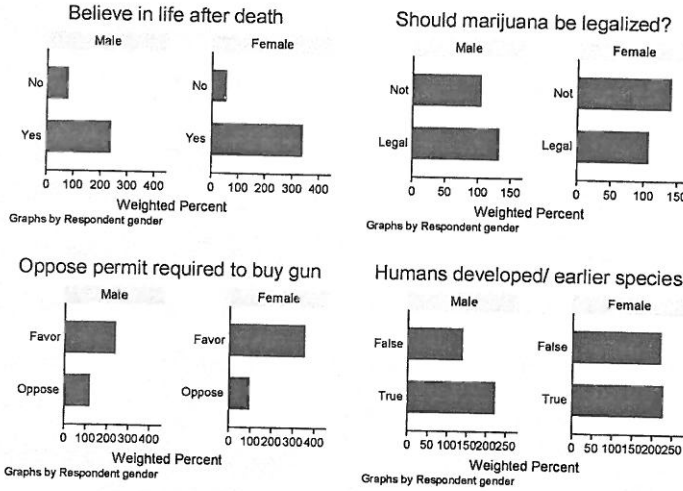 Believe in life after death
Male
Female
No
Yes
No
Yes
0 100 200 300 400
0 100 200 300 400
Weighted Percent
Graphs by Respondent gender
Should marijuana be legalized?
Male
Female
Not
Legal
Not
Legal
0 50 100 150
0 50 100 150
Weighted Percent
Graphs by Respondent gender
Oppose permit required to buy gun
Male
Female
Favor
Oppose
Favor
Oppose
0 100200300400
0 100200300400
Weighted Percent
Graphs by Respondent gender
Humans developed/ earlier species
Male
Female
False
True
False
True
0 50 100150200250
0 50 100150200250
Weighted Percent
Graphs by Respondent gender